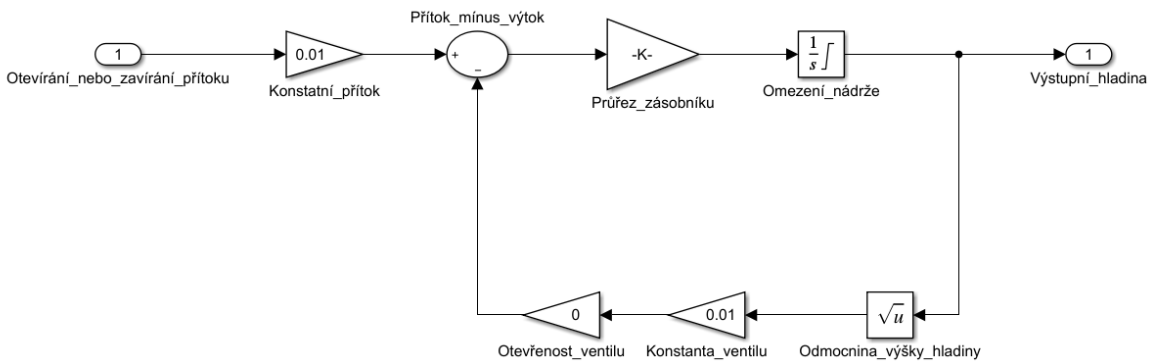 Přítok_mínus_výtok
1
0.01
+
−
-K-
1
s
∫
1
Otevírání_nebo_zavírání_přítoku
Konstatní_přítok
Průřez_zásobníku
Omezení_nádrže
Výstupní_hladina
0
0.01
√u
Otevřenost_ventilu
Konstanta_ventilu
Odmocnina_výšky_hladiny